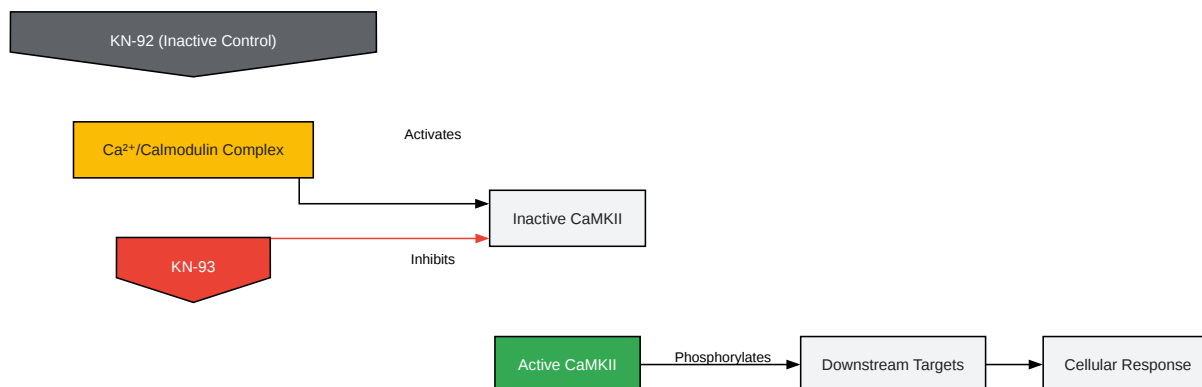 KN-92 (Inactive Control)
Ca²⁺/Calmodulin Complex
Activates
Inactive CaMKII
KN-93
Inhibits
Active CaMKII
Phosphorylates
Downstream Targets
Cellular Response